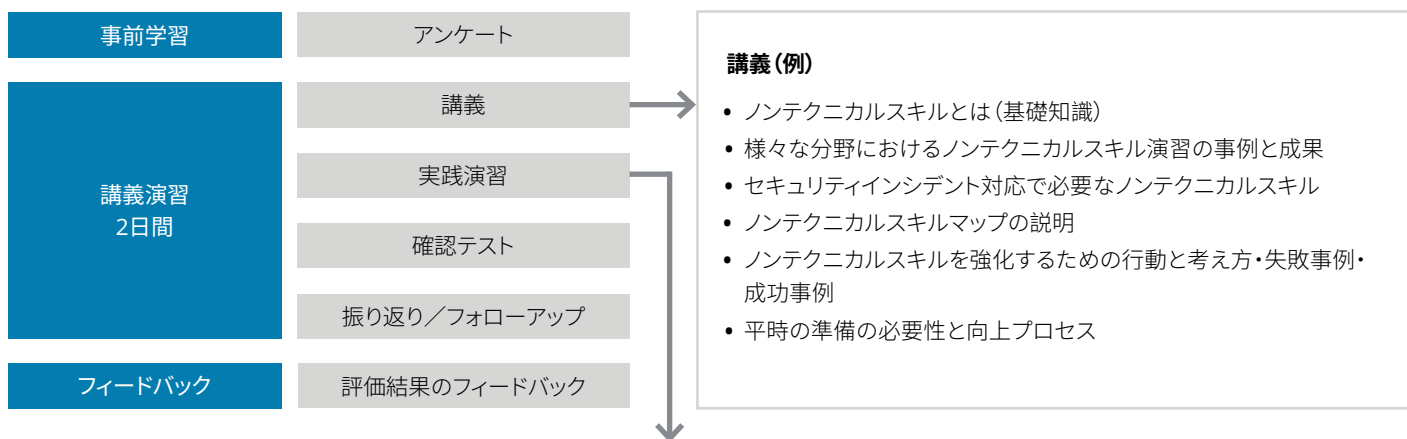 事前学習
アンケート
講義演習
2日間
講義
実践演習
確認テスト
振り返り／フォローアップ
フィードバック
評価結果のフィードバック
講義（例）
• ノンテクニカルスキルとは（基礎知識）
• 様々な分野におけるノンテクニカルスキル演習の事例と成果
• セキュリティインシデント対応で必要なノンテクニカルスキル
• ノンテクニカルスキルマップの説明
• ノンテクニカルスキルを強化するための行動と考え方・失敗事例・
成功事例
• 平時の準備の必要性と向上プロセス